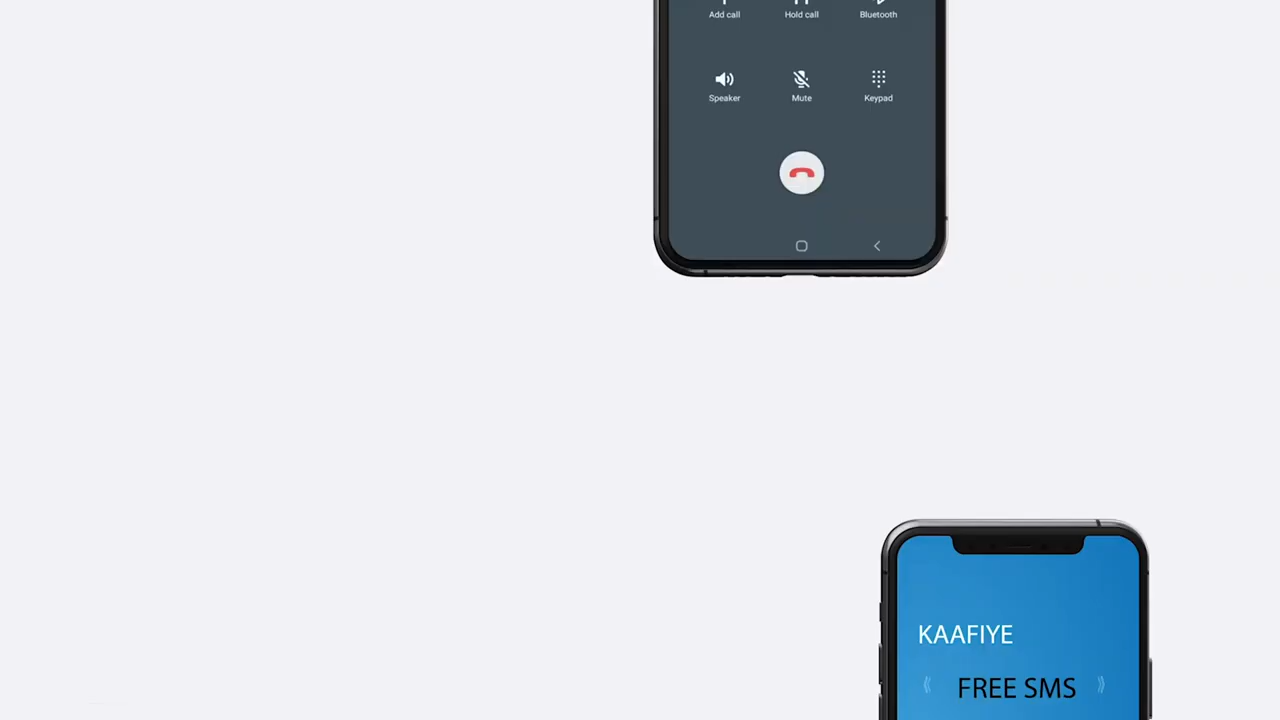 Add call Hold call Bluetooth
Speaker Mute Keypad
KAAFIYE
FREE SMS